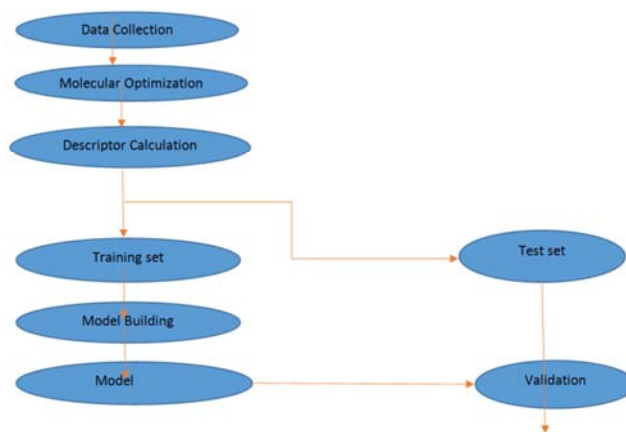 Data Collection
Molecular Optimization
Descriptor Calculation
Training set
Test set
Model Building
Model
Validation